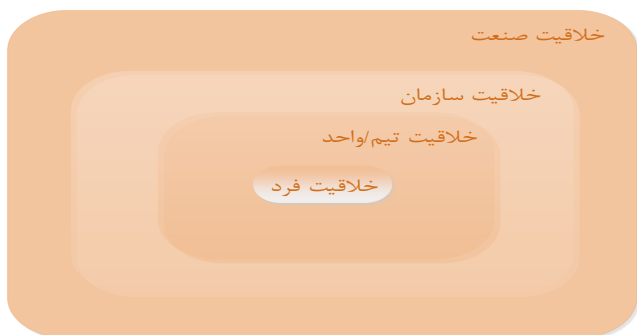 خلاقیت صنعت
خلاقیت سازمان
خلاقیت تیم/واحد
خلاقیت فرد